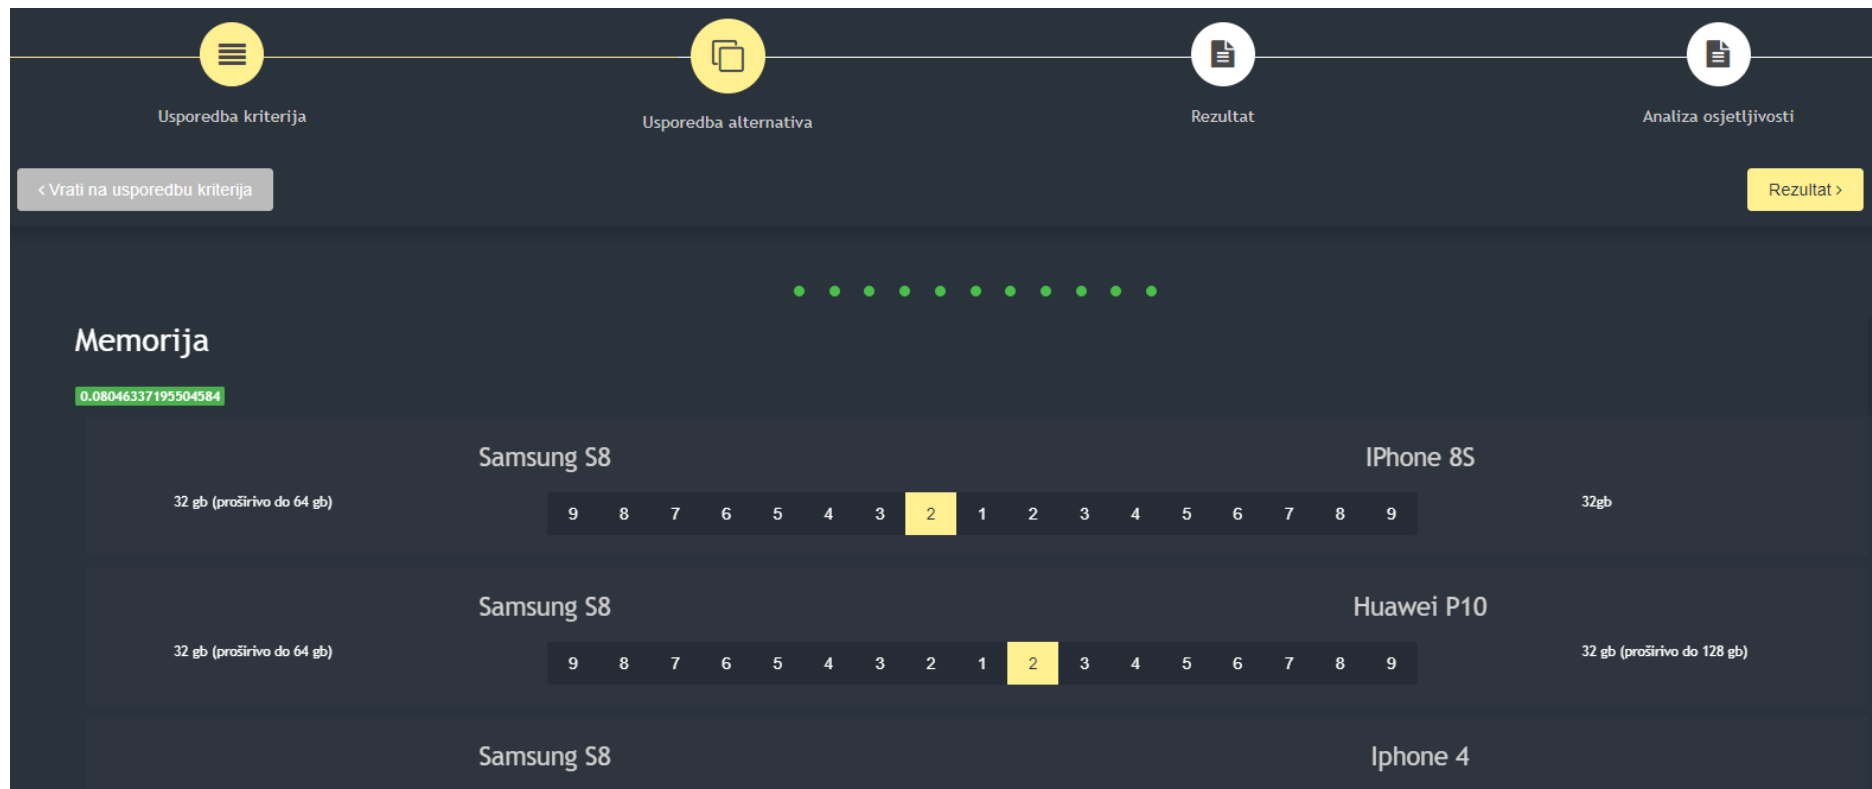 Usporedba kriterija
Usporedba alternativa
Rezultat
Analiza osjetljivosti
< Vrati na usporedbu kriterija
Rezultat >
Memorija
0.08046337195504584
Samsung S8
IPhone 8S
32 gb (proširivo do 64 gb)
9 8 7 6 5 4 3 2 1 2 3 4 5 6 7 8 9
32gb
Samsung S8
Huawei P10
32 gb (proširivo do 64 gb)
9 8 7 6 5 4 3 2 1 2 3 4 5 6 7 8 9
32 gb (proširivo do 128 gb)
Samsung S8
Iphone 4